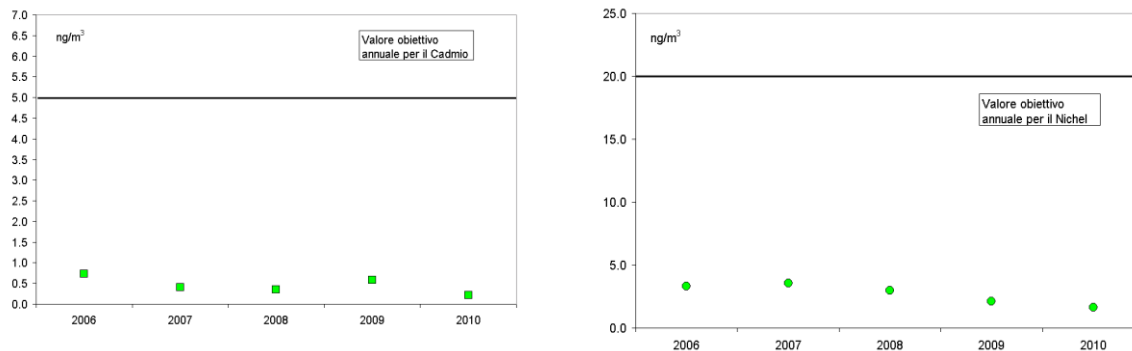 7.0
6.5
6.0
5.5
5.0
4.5
4.0
3.5
3.0
2.5
2.0
1.5
1.0
0.5
0.0
ng/m³
Valore obiettivo
annuale per il Cadmio
2006 2007 2008 2009 2010
25.0
20.0
15.0
10.0
5.0
0.0
ng/m³
Valore obiettivo
annuale per il Nichel
2006 2007 2008 2009 2010